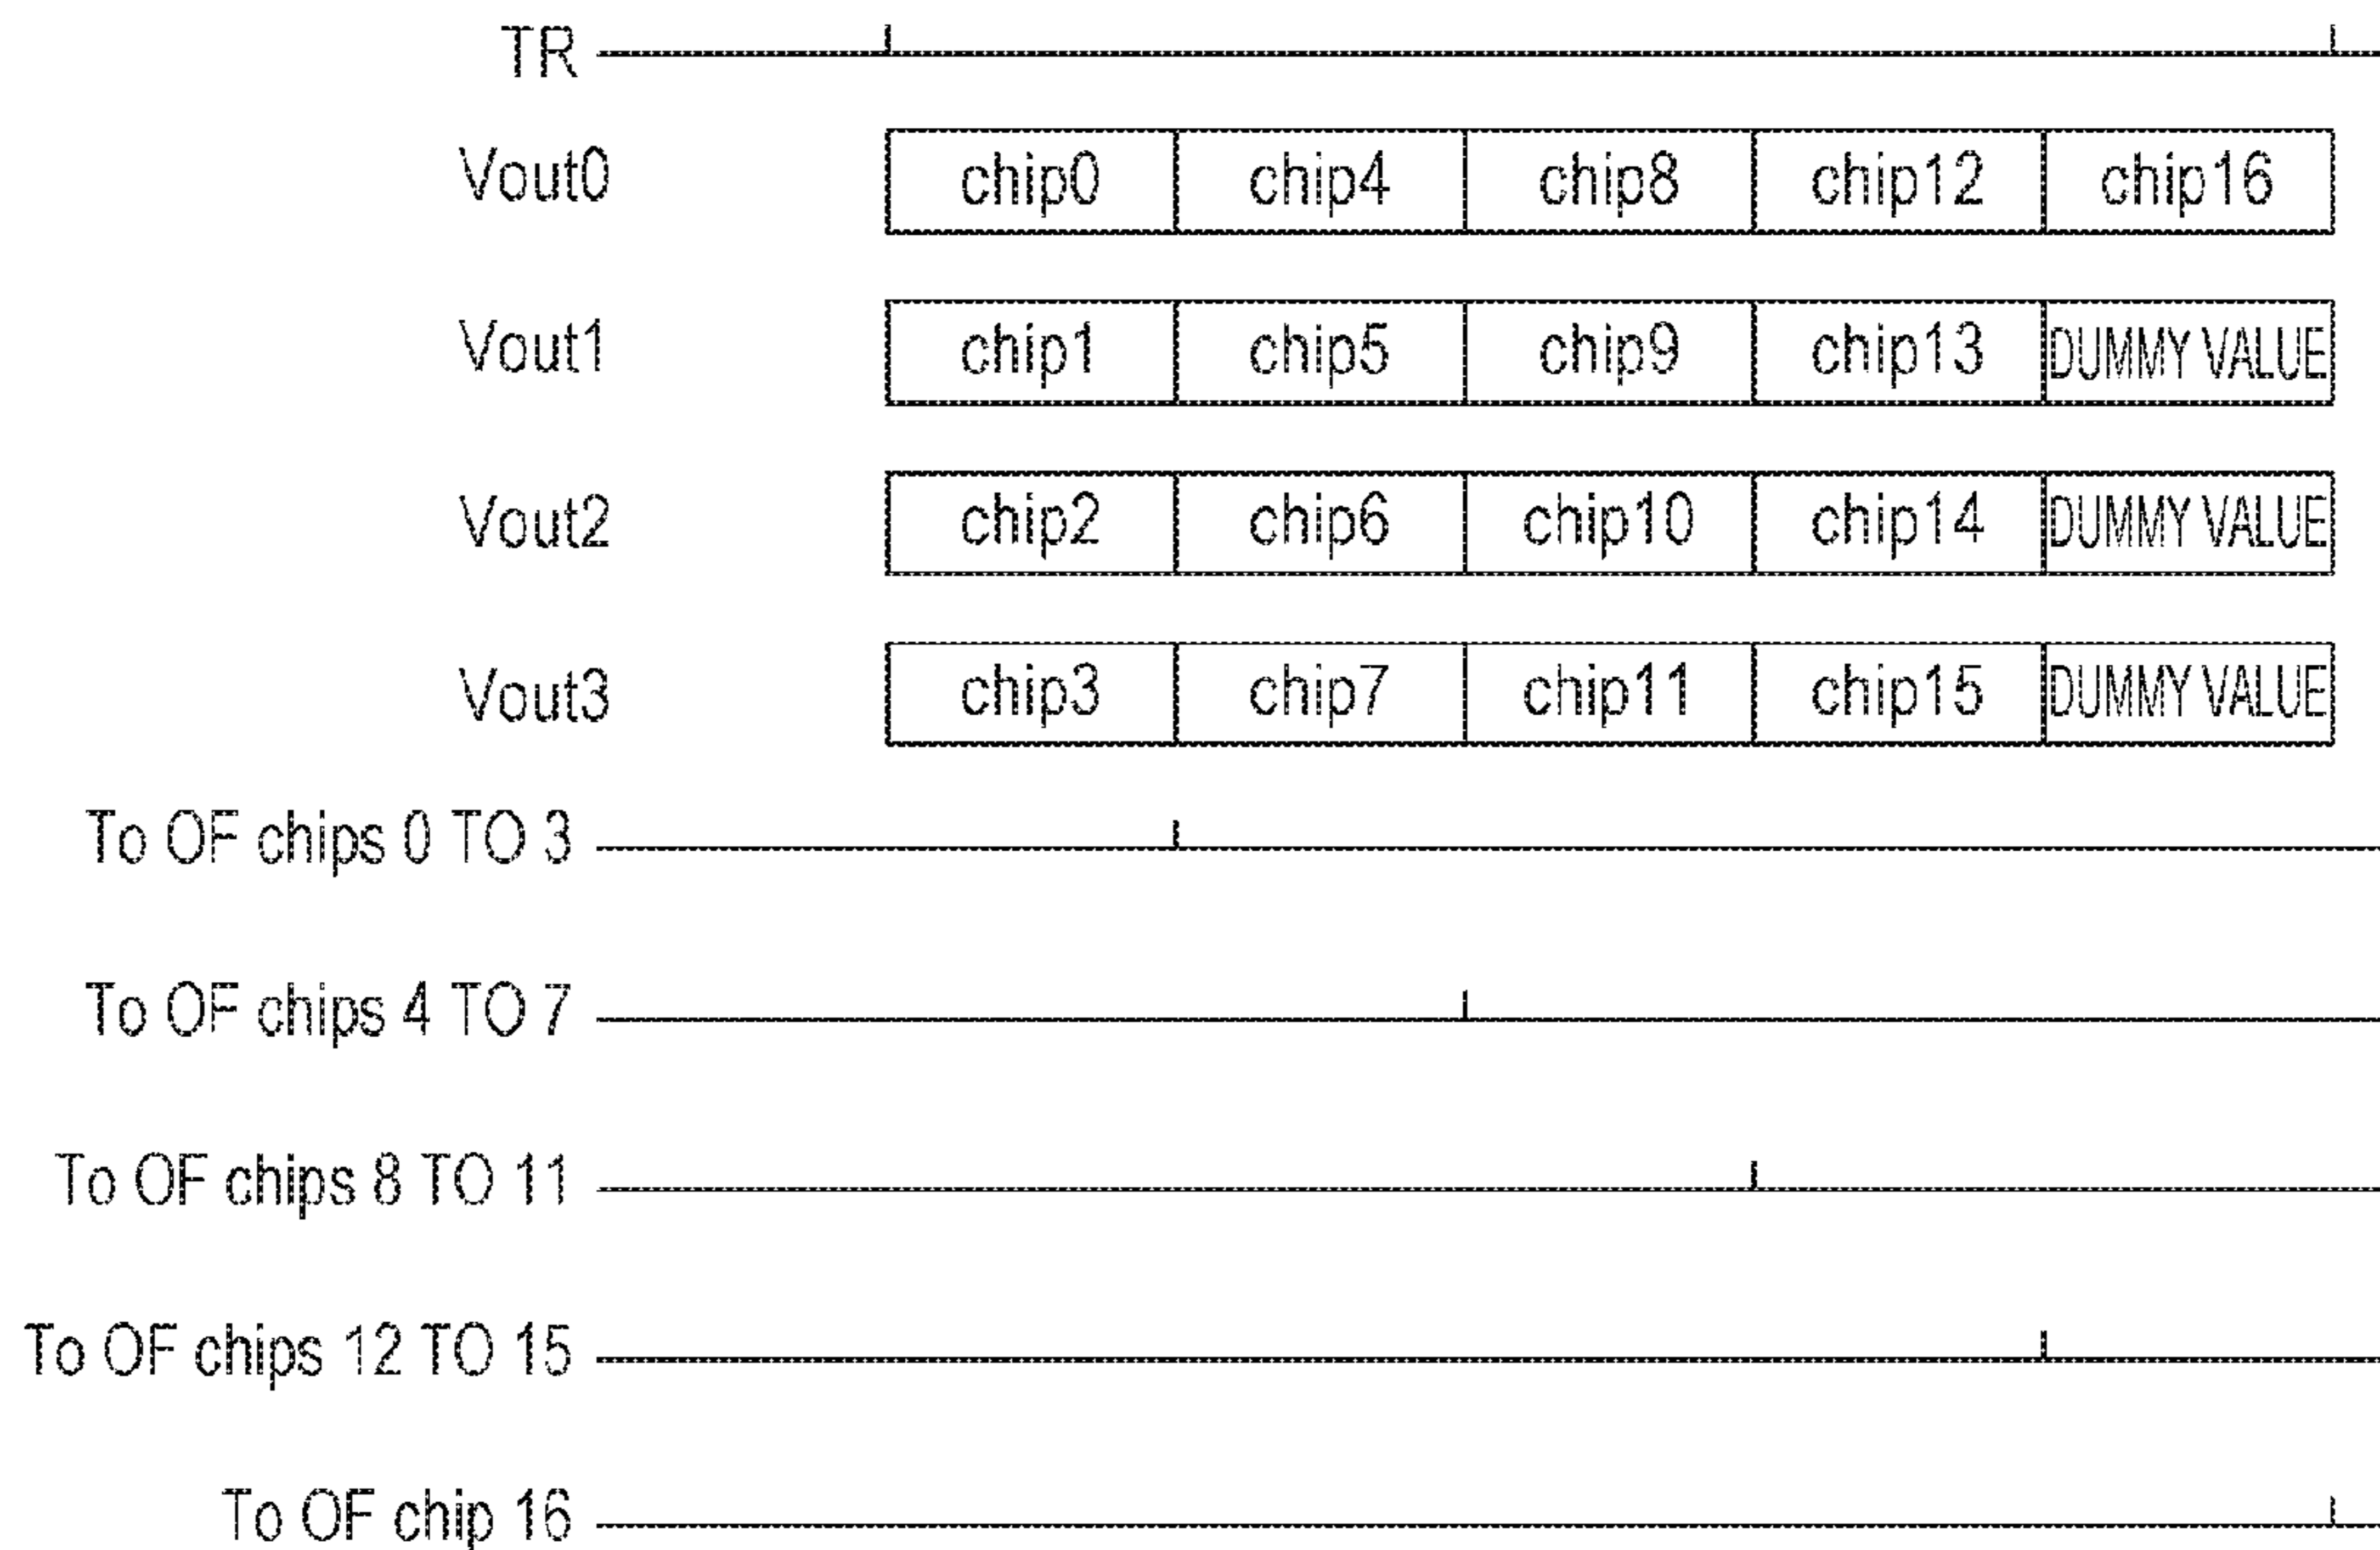 TR
Vout0 chip0 chip4 chip8 chip12 chip16
Vout1 chip1 chip5 chip9 chip13 DUMMY VALUE
Vout2 chip2 chip6 chip10 chip14 DUMMY VALUE
Vout3 chip3 chip7 chip11 chip15 DUMMY VALUE
To OF chips 0 TO 3
To OF chips 4 TO 7
To OF chips 8 TO 11
To OF chips 12 TO 15
To OF chip 16